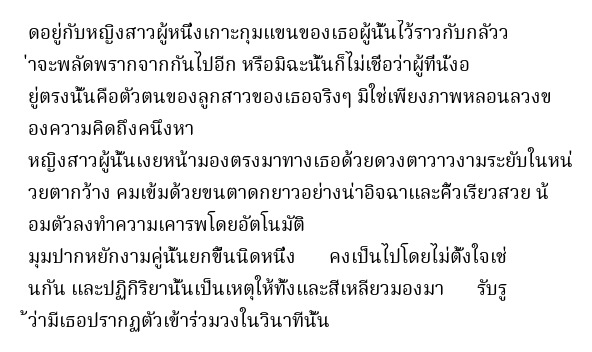 ดอยู่กับหญิงสาวผู้หนึ่งเกาะกุมแขนของเธอผู้นั้นไว้ราวกับกลัวว
่าจะพลัดพรากจากกันไปอีก หรือมิฉะนั้นก็ไม่เชื่อว่าผู้ที่นั่งอ
ยู่ตรงนั้นคือตัวตนของลูกสาวของเธอจริงๆ มิใช่เพียงภาพหลอนลวงข
องความคิดถึงคนึงหา
หญิงสาวผู้นั้นเงยหน้ามองตรงมาทางเธอด้วยดวงตาวาวงามระยับในหน่
วยตากว้าง คมเข้มด้วยขนตาดกยาวอย่างน่าอิจฉาและคิ้วเรียวสวย น้
อมตัวลงทำความเคารพโดยอัตโนมัติ
มุมปากหยักงามคู่นั้นยกขึ้นนิดหนึ่ง คงเป็นไปโดยไม่ตั้งใจเช่
นกัน และปฏิกิริยานั้นเป็นเหตุให้ทั้งและสีเหลียวมองมา รับรู
้ว่ามีเธอปรากฏตัวเข้าร่วมวงในวินาทีนั้น